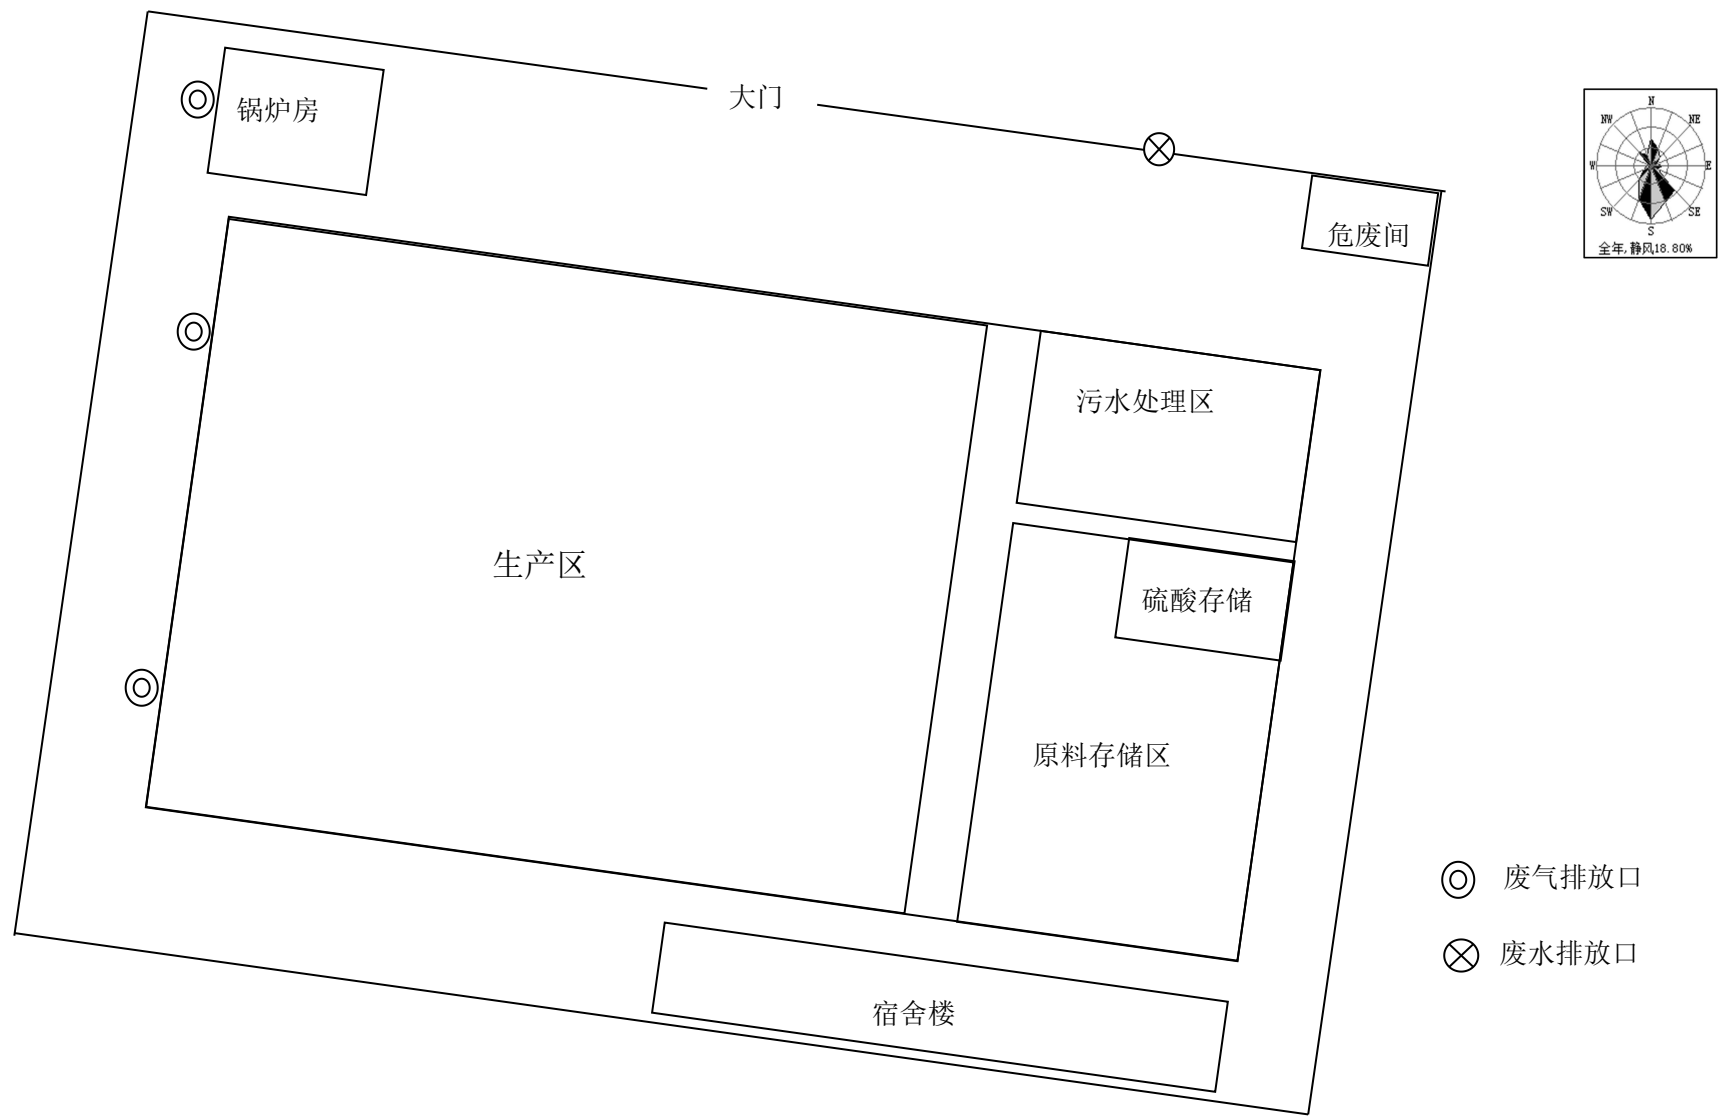 大门
锅炉房
N
NW
NE
W
E
SW
SE
S
全年,静风18.80%
危废间
污水处理区
生产区
硫酸存储
原料存储区
废气排放口
废水排放口
宿舍楼